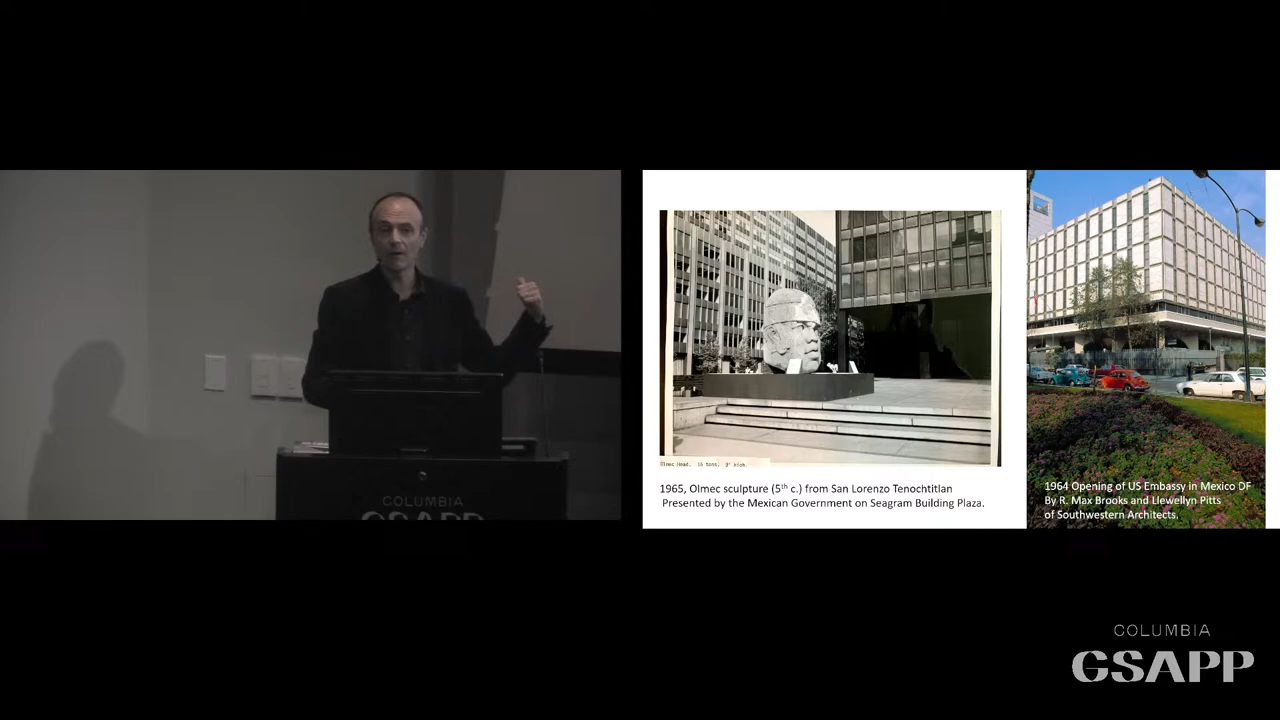 COLUMBIA
GSAPP
Olmec Head. 16 tons. 9' high.
1965, Olmec sculpture (5th c.) from San Lorenzo Tenochtitlan
Presented by the Mexican Government on Seagram Building Plaza.
1964 Opening of US Embassy in Mexico DF
By R. Max Brooks and Llewellyn Pitts
of Southwestern Architects.
COLUMBIA
GSAPP